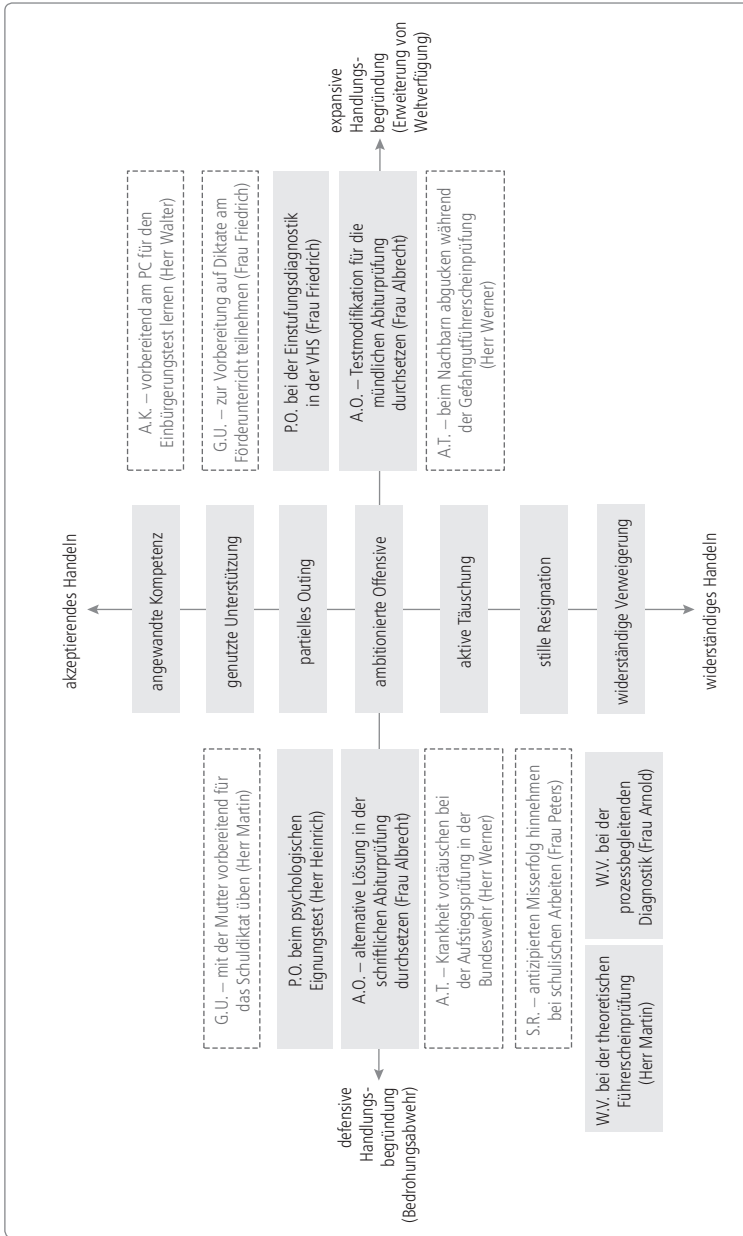 akzeptierendes Handeln
A.K. – vorbereitend am PC für den
Einbürgerungstest lernen (Herr Walter)
angewandte Kompetenz
G.U. – mit der Mutter vorbereitend für
das Schuldiktat üben (Herr Martin)
genutzte Unterstützung
G.U. – zur Vorbereitung auf Diktate am
Förderunterricht teilnehmen (Frau Friedrich)
P.O. beim psychologischen
Eignungstest (Herr Heinrich)
partielles Outing
P.O. bei der Einstufungsdiagnostik
in der VHS (Frau Friedrich)
defensive
Handlungs-
begründung
(Bedrohungsabwehr)
A.O. – alternative Lösung in der
schriftlichen Abiturprüfung
durchsetzen (Frau Albrecht)
ambitionierte Offensive
A.O. – Testmodifikation für die
mündlichen Abiturprüfung
durchsetzen (Frau Albrecht)
expansive
Handlungs-
begründung
(Erweiterung von
Weltverfügung)
A.T. – Krankheit vortäuschen bei
der Aufstiegsprüfung in der
Bundeswehr (Herr Werner)
aktive Täuschung
A.T. – beim Nachbarn abgucken während
der Gefahrgutführerscheinprüfung
(Herr Werner)
S.R. – antizipierten Misserfolg hinnehmen
bei schulischen Arbeiten (Frau Peters)
stille Resignation
W.V. bei der theoretischen
Führerscheinprüfung
(Herr Martin)
W.V. bei der
prozessbegleitenden
Diagnostik (Frau Arnold)
widerständige Verweigerung
widerständiges Handeln